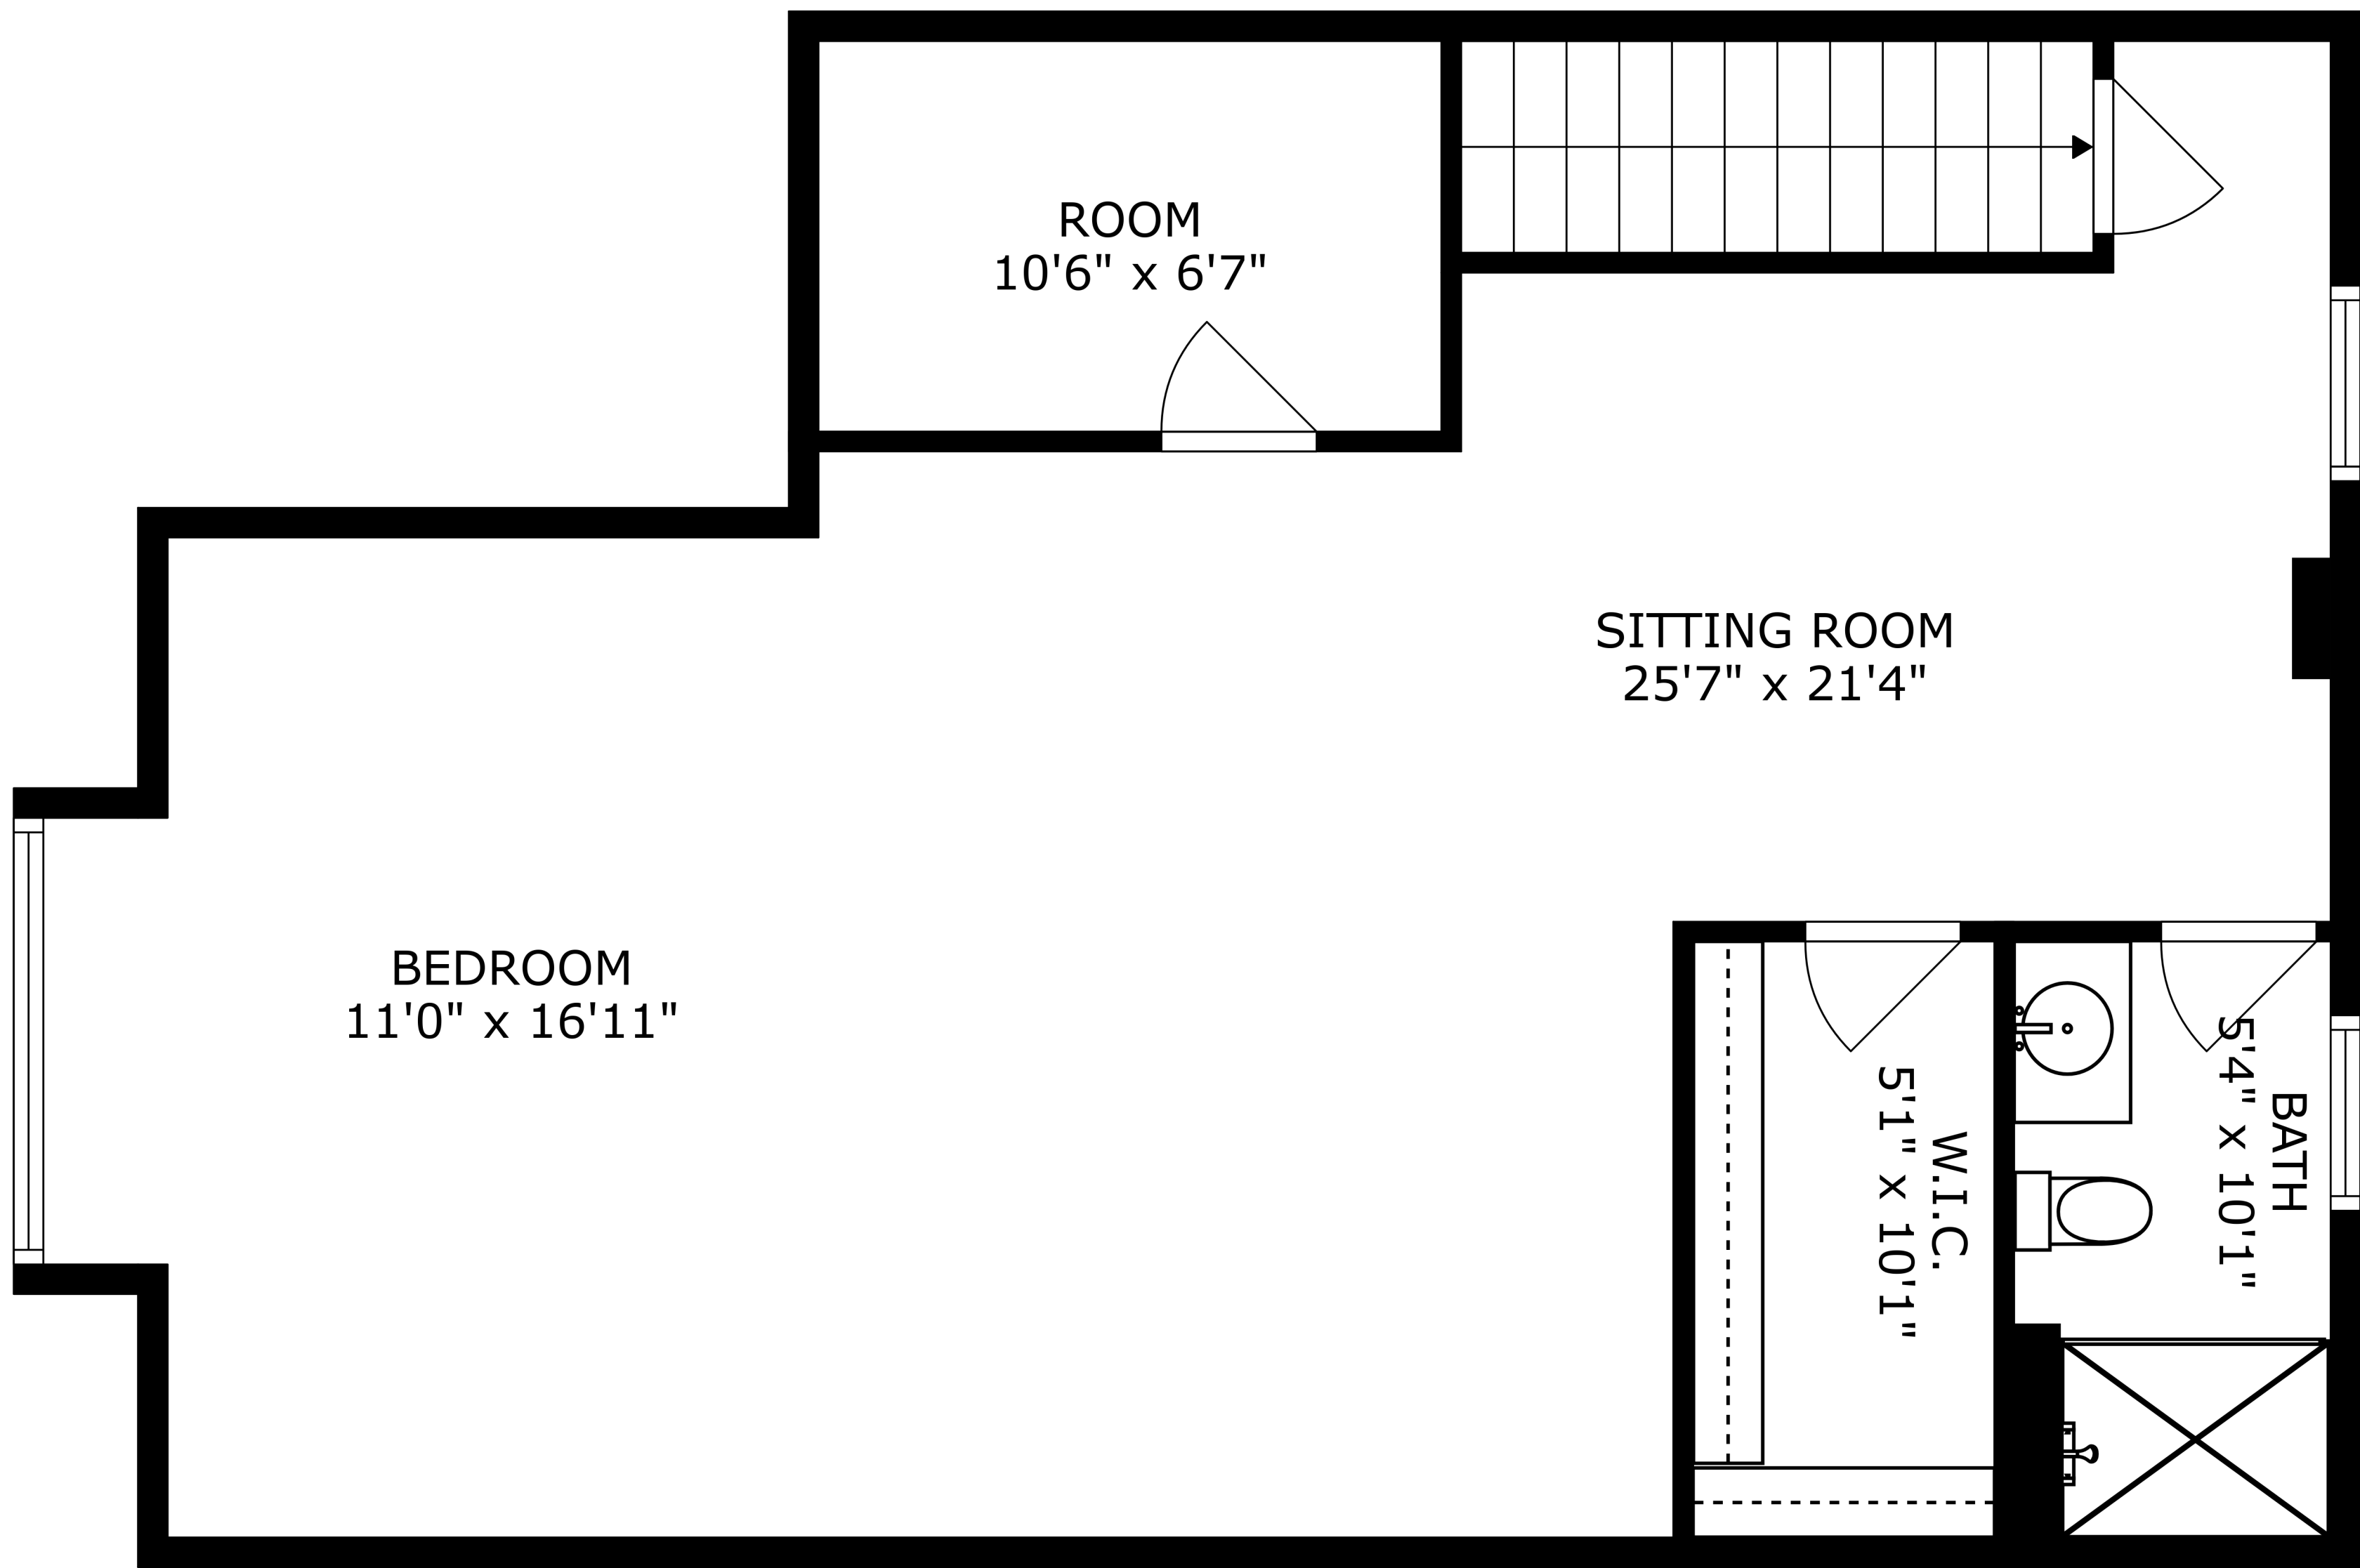 ROOM
10'6" x 6'7"
SITTING ROOM
25'7" x 21'4"
BEDROOM
11'0" x 16'11"
W.I.C.
5'1" x 10'1"
BATH
5'4" x 10'1"